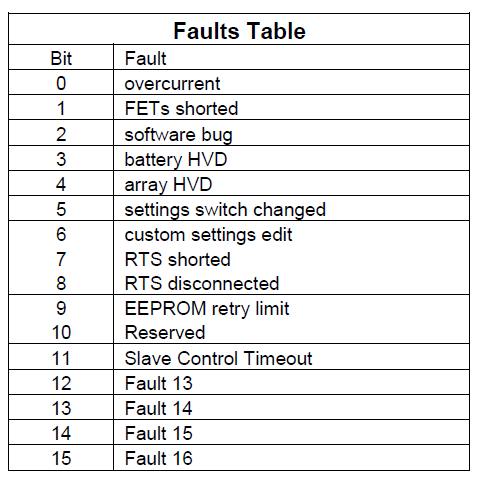 Faults Table
Bit Fault
0 overcurrent
1 FETs shorted
2 software bug
3 battery HVD
4 array HVD
5 settings switch changed
6 custom settings edit
7 RTS shorted
8 RTS disconnected
9 EEPROM retry limit
10 Reserved
11 Slave Control Timeout
12 Fault 13
13 Fault 14
14 Fault 15
15 Fault 16